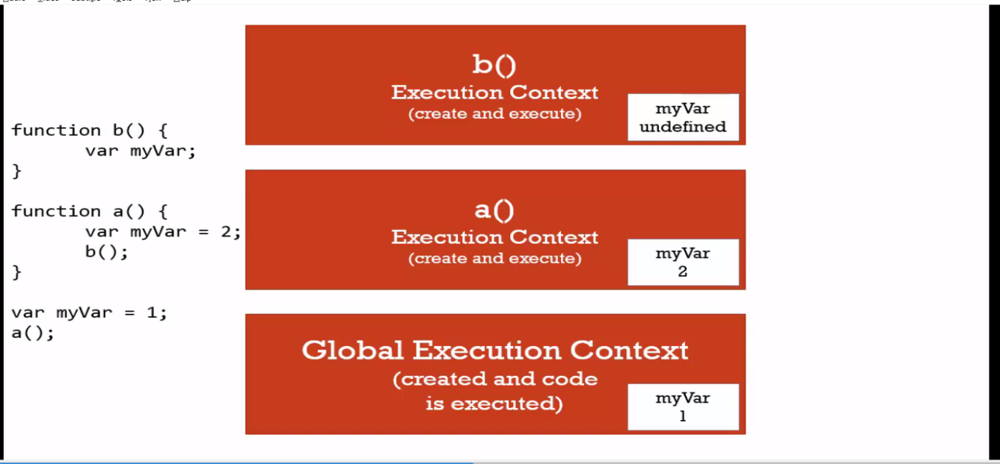 function b() {
var myVar;
}
function a() {
var myVar = 2;
b();
}
var myVar = 1;
a();
b()
Execution Context
(create and execute)
myVar
undefined
a()
Execution Context
(create and execute)
myVar
2
Global Execution Context
(created and code
is executed)
myVar
1